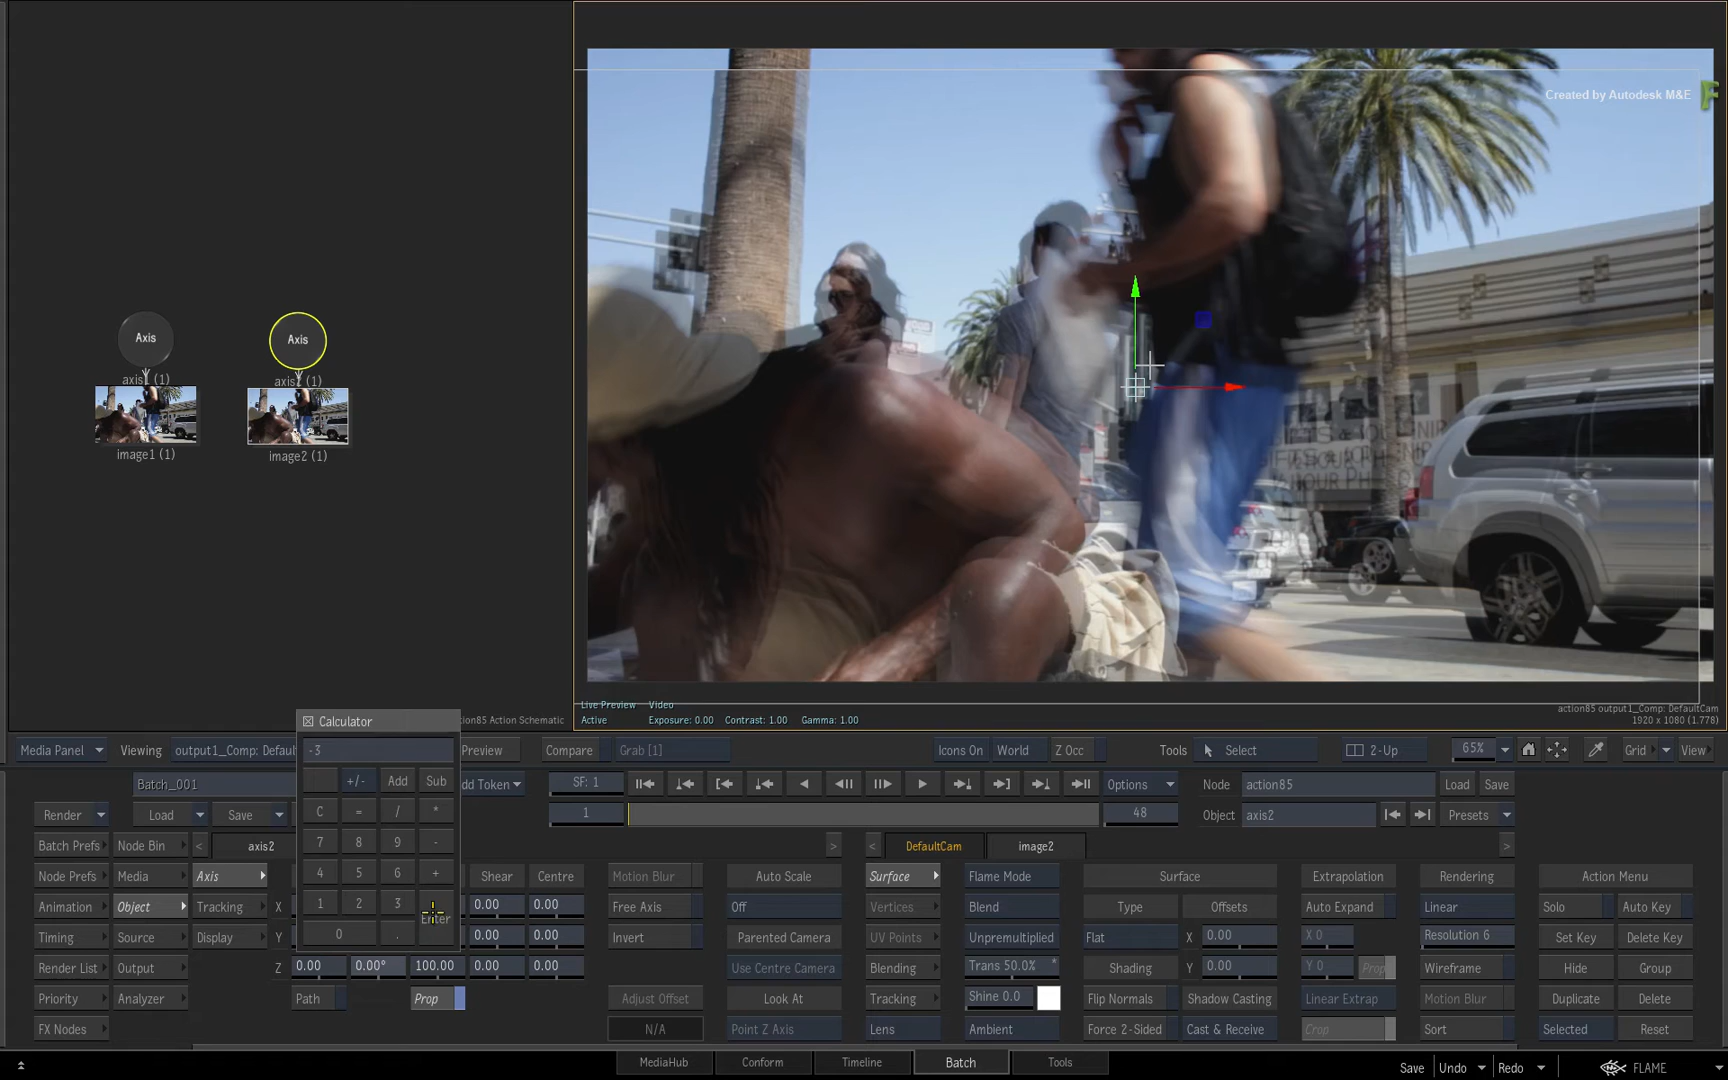 Created by Autodesk M&E
Axis
Axis
axis1 (1)
axis2 (1)
image1 (1)
image2 (1)
Live Preview Video
Active Exposure: 0.00 Contrast: 1.00 Gamma: 1.00
action85 output1_Comp: DefaultCam
1920 x 1080 (1.778)
Calculator
ction85 Action Schematic
-3
+/- Add Sub
C = / *
7 8 9 -
4 5 6 +
1 2 3 Enter
0 .
Media Panel Viewing output1_Comp: Defaul Preview Compare Grab [1] Icons On World Z Occ Tools Select 2-Up 65% Grid View
Batch_001 dd Token SF: 1 Options Node action85 Load Save
Render Load Save 1 48 Object axis2 Presets
Batch Prefs Node Bin < axis2 > < DefaultCam image2 >
Node Prefs Media Axis Shear Centre Motion Blur Auto Scale Surface Flame Mode Surface Extrapolation Rendering Action Menu
Animation Object Tracking X 0.00 0.00 Free Axis Off Vertices Blend Type Offsets Auto Expand Linear Solo Auto Key
Timing Source Display Y 0.00 0.00 Invert Parented Camera UV Points Unpremultiplied Flat X 0.00 X 0 Resolution 6 Set Key Delete Key
Render List Output Z 0.00 0.00° 100.00 0.00 0.00 Use Centre Camera Blending Trans 50.0% * Shading Y 0.00 Y 0 Prop Wireframe Hide Group
Priority Analyzer Path Prop Adjust Offset Look At Tracking Shine 0.0 Flip Normals Shadow Casting Linear Extrap Motion Blur Duplicate Delete
FX Nodes N/A Point Z Axis Lens Ambient Force 2-Sided Cast & Receive Crop Sort Selected Reset
MediaHub Conform Timeline Batch Tools Save Undo Redo FLAME